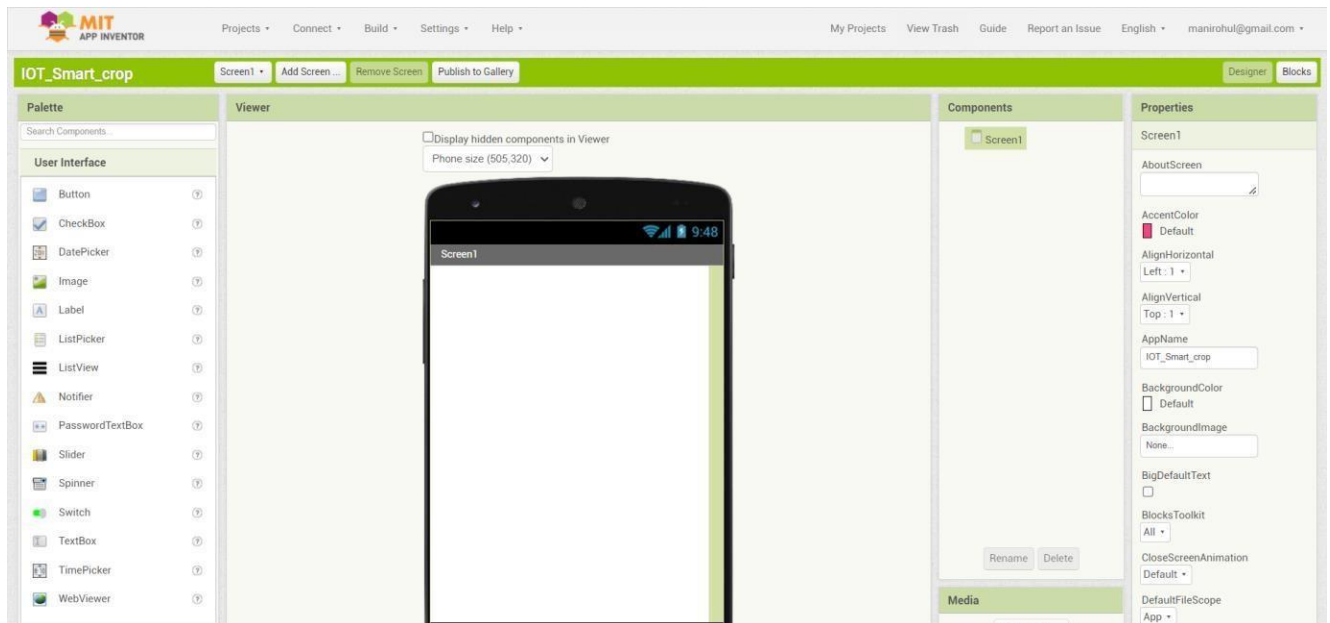 MIT
APP INVENTOR
Projects Connect Build Settings Help My Projects View Trash Guide Report an Issue English manirohul@gmail.com
IOT_Smart_crop Screen1 Add Screen ... Remove Screen Publish to Gallery Designer Blocks
Palette
Search Components...
User Interface
Button
CheckBox
DatePicker
Image
Label
ListPicker
ListView
Notifier
PasswordTextBox
Slider
Spinner
Switch
TextBox
TimePicker
WebViewer
Viewer
Display hidden components in Viewer
Phone size (505,320)
9:48
Screen1
Components
Screen1
Rename Delete
Media
Properties
Screen1
AboutScreen
AccentColor
Default
AlignHorizontal
Left : 1
AlignVertical
Top : 1
AppName
IOT_Smart_crop
BackgroundColor
Default
BackgroundImage
None...
BigDefaultText
BlocksToolkit
All
CloseScreenAnimation
Default
DefaultFileScope
App